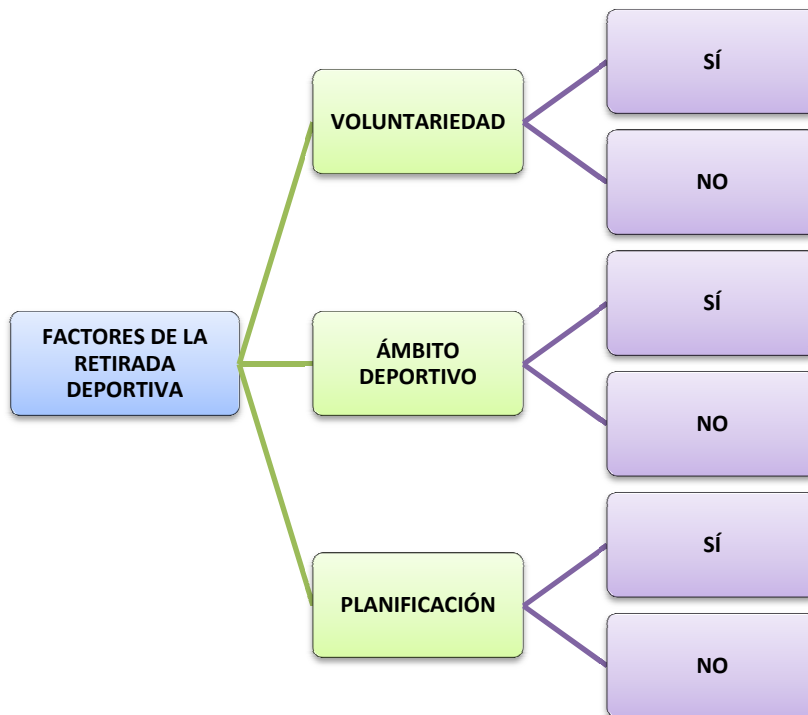 FACTORES DE LA
RETIRADA
DEPORTIVA
VOLUNTARIEDAD
SÍ
NO
ÁMBITO
DEPORTIVO
SÍ
NO
PLANIFICACIÓN
SÍ
NO